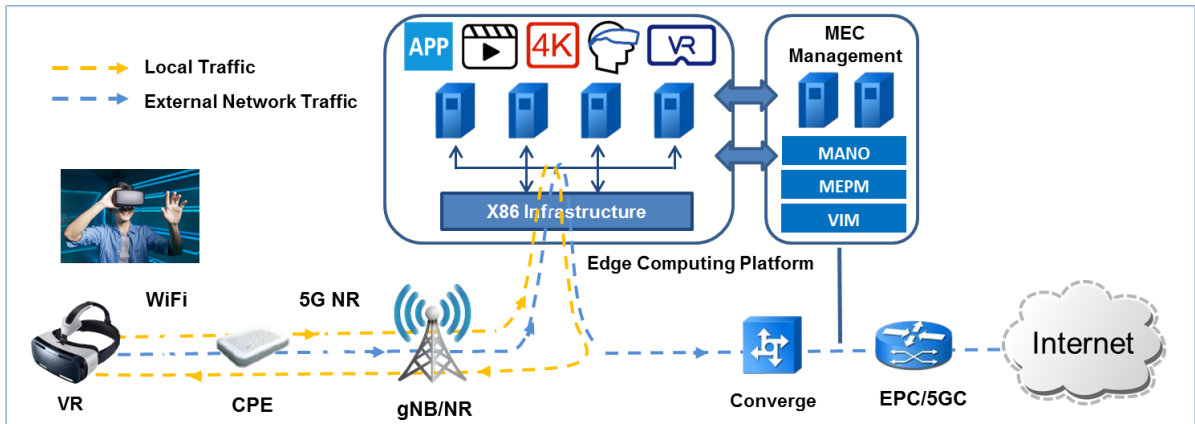 APP
4K
VR
MEC
Management
Local Traffic
External Network Traffic
MANO
MEPM
VIM
X86 Infrastructure
Edge Computing Platform
WiFi
5G NR
Internet
VR
CPE
gNB/NR
Converge
EPC/5GC